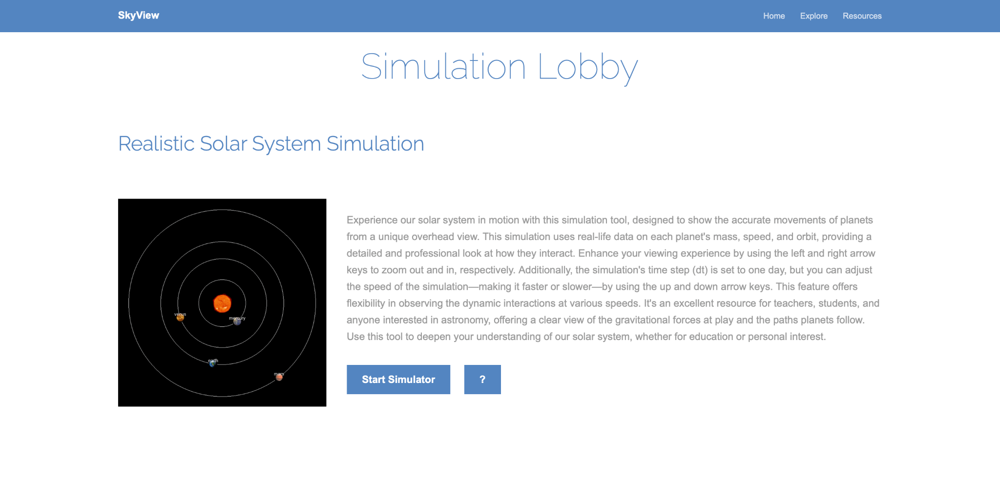 SkyView
Home Explore Resources
Simulation Lobby
Realistic Solar System Simulation
venus
mercury
earth
mars
Experience our solar system in motion with this simulation tool, designed to show the accurate movements of planets
from a unique overhead view. This simulation uses real-life data on each planet's mass, speed, and orbit, providing a
detailed and professional look at how they interact. Enhance your viewing experience by using the left and right arrow
keys to zoom out and in, respectively. Additionally, the simulation's time step (dt) is set to one day, but you can adjust
the speed of the simulation—making it faster or slower—by using the up and down arrow keys. This feature offers
flexibility in observing the dynamic interactions at various speeds. It's an excellent resource for teachers, students, and
anyone interested in astronomy, offering a clear view of the gravitational forces at play and the paths planets follow.
Use this tool to deepen your understanding of our solar system, whether for education or personal interest.
Start Simulator ?